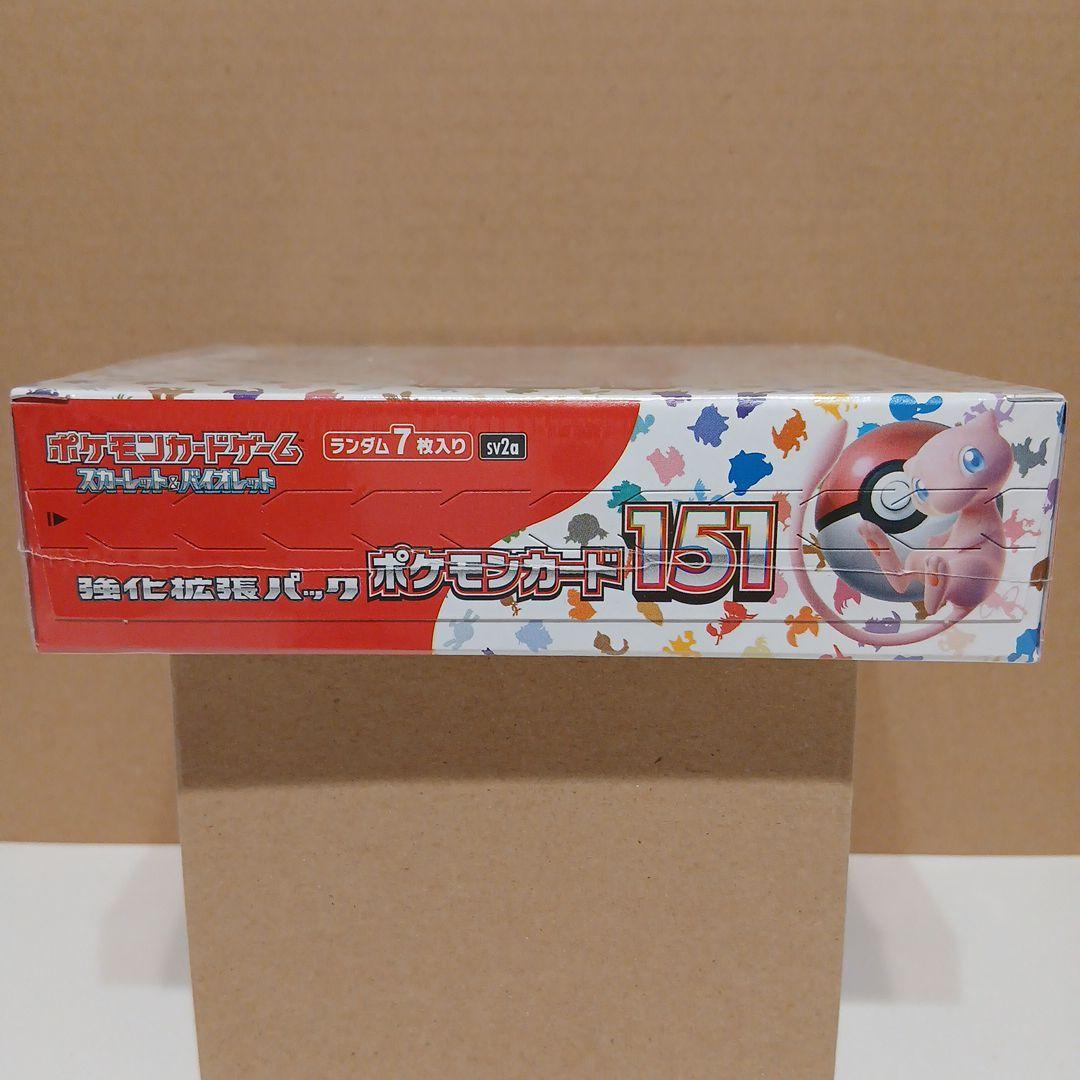 ポケモンカードゲーム™
スカーレット&バイオレット
ランダム7枚入り
sv2a
強化拡張パック
ポケモンカード151